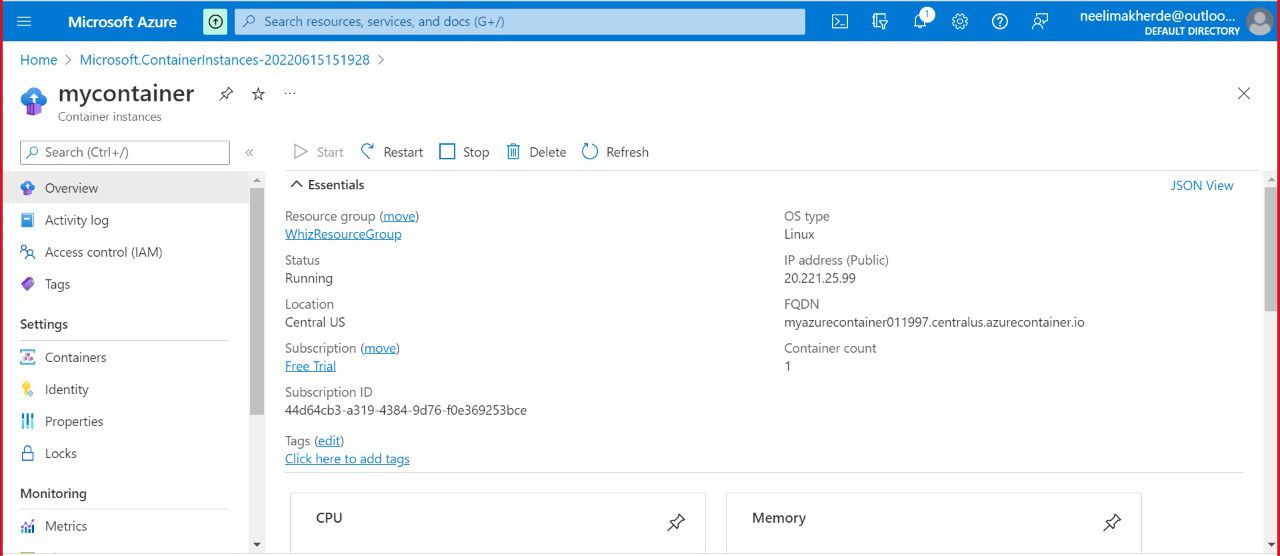 Microsoft Azure
Search resources, services, and docs (G+/)
1
neelimakherde@outloo...
DEFAULT DIRECTORY
Home > Microsoft.ContainerInstances-20220615151928 >
mycontainer
...
Container instances
Search (Ctrl+/)
«
Overview
Activity log
Access control (IAM)
Tags
Settings
Containers
Identity
Properties
Locks
Monitoring
Metrics
Start Restart Stop Delete Refresh
Essentials
JSON View
Resource group (move)
WhizResourceGroup
Status
Running
Location
Central US
Subscription (move)
Free Trial
Subscription ID
44d64cb3-a319-4384-9d76-f0e369253bce
Tags (edit)
Click here to add tags
OS type
Linux
IP address (Public)
20.221.25.99
FQDN
myazurecontainer011997.centralus.azurecontainer.io
Container count
1
CPU
Memory